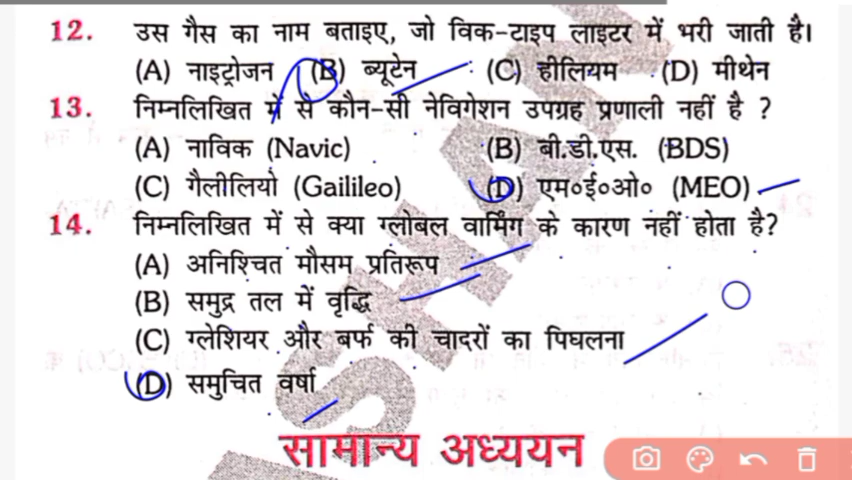 12. उस गैस का नाम बताइए, जो विक-टाइप लाइटर में भरी जाती है।
(A) नाइट्रोजन (B) ब्यूटेन (C) हीलियम (D) मीथेन
13. निम्नलिखित में से कौन-सी नेविगेशन उपग्रह प्रणाली नहीं है ?
(A) नाविक (Navic) (B) बी.डी.एस. (BDS)
(C) गैलीलियो (Gailileo) (D) एम०ई०ओ० (MEO)
14. निम्नलिखित में से क्या ग्लोबल वार्मिंग के कारण नहीं होता है?
(A) अनिश्चित मौसम प्रतिरूप
(B) समुद्र तल में वृद्धि
(C) ग्लेशियर और बर्फ की चादरों का पिघलना
(D) समुचित वर्षा
सामान्य अध्ययन